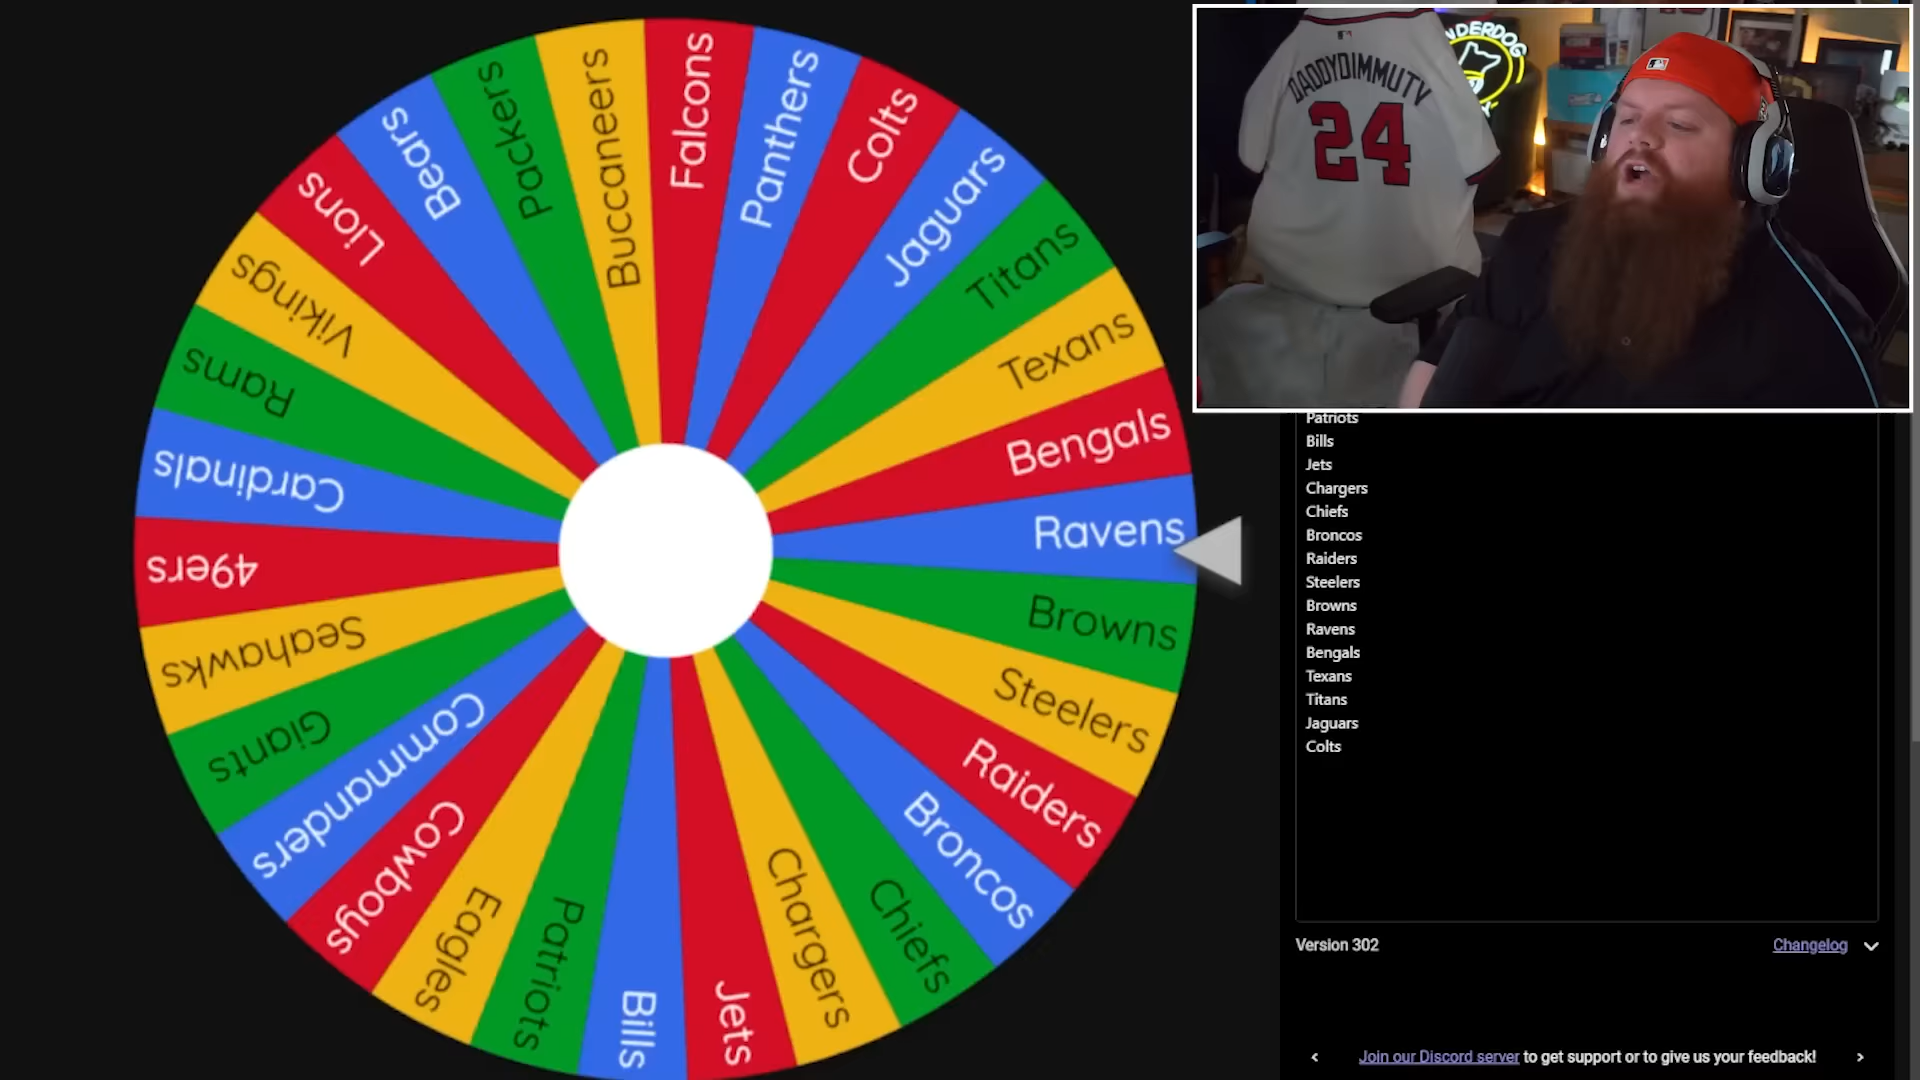 Falcons
Panthers
Colts
Jaguars
Titans
Texans
Bengals
Ravens
Browns
Steelers
Raiders
Broncos
Chiefs
Chargers
Jets
Bills
Patriots
Eagles
Cowboys
Commanders
Giants
Seahawks
49ers
Cardinals
Rams
Vikings
Lions
Bears
Packers
Buccaneers
DADDYDIMMUTV
24
NDERDOG
Patriots
Bills
Jets
Chargers
Chiefs
Broncos
Raiders
Steelers
Browns
Ravens
Bengals
Texans
Titans
Jaguars
Colts
Version 302
Changelog
Join our Discord server to get support or to give us your feedback!